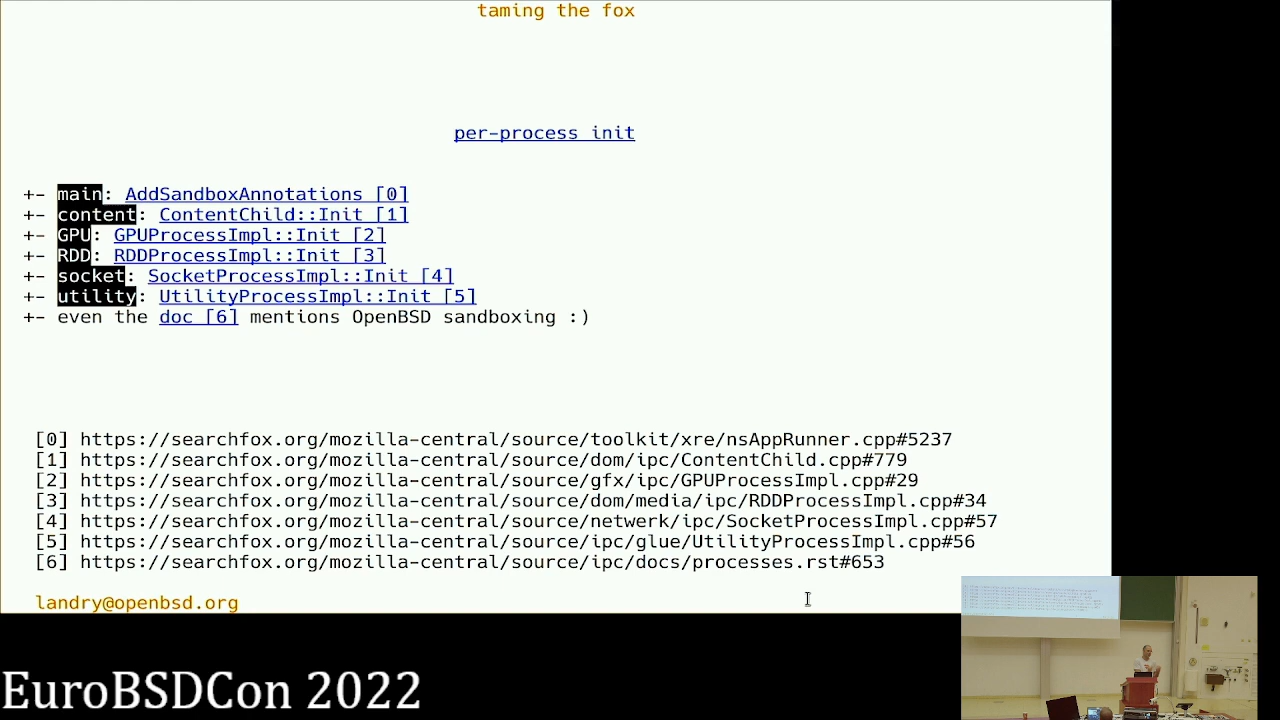 taming the fox
per-process init
+- main: AddSandboxAnnotations [0]
+- content: ContentChild::Init [1]
+- GPU: GPUProcessImpl::Init [2]
+- RDD: RDDProcessImpl::Init [3]
+- socket: SocketProcessImpl::Init [4]
+- utility: UtilityProcessImpl::Init [5]
+- even the doc [6] mentions OpenBSD sandboxing :)
[0] https://searchfox.org/mozilla-central/source/toolkit/xre/nsAppRunner.cpp#5237
[1] https://searchfox.org/mozilla-central/source/dom/ipc/ContentChild.cpp#779
[2] https://searchfox.org/mozilla-central/source/gfx/ipc/GPUProcessImpl.cpp#29
[3] https://searchfox.org/mozilla-central/source/dom/media/ipc/RDDProcessImpl.cpp#34
[4] https://searchfox.org/mozilla-central/source/netwerk/ipc/SocketProcessImpl.cpp#57
[5] https://searchfox.org/mozilla-central/source/ipc/glue/UtilityProcessImpl.cpp#56
[6] https://searchfox.org/mozilla-central/source/ipc/docs/processes.rst#653
landry@openbsd.org
EuroBSDCon 2022